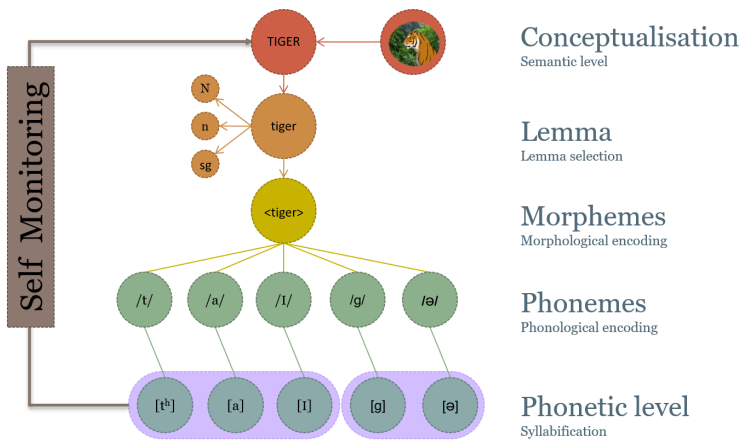 TIGER
Conceptualisation
Semantic level
N
n
sg
tiger
Lemma
Lemma selection
<tiger>
Morphemes
Morphological encoding
/t/ /a/ /I/ /g/ /ə/
Phonemes
Phonological encoding
[tʰ] [a] [I] [g] [ə]
Phonetic level
Syllabification
Self Monitoring